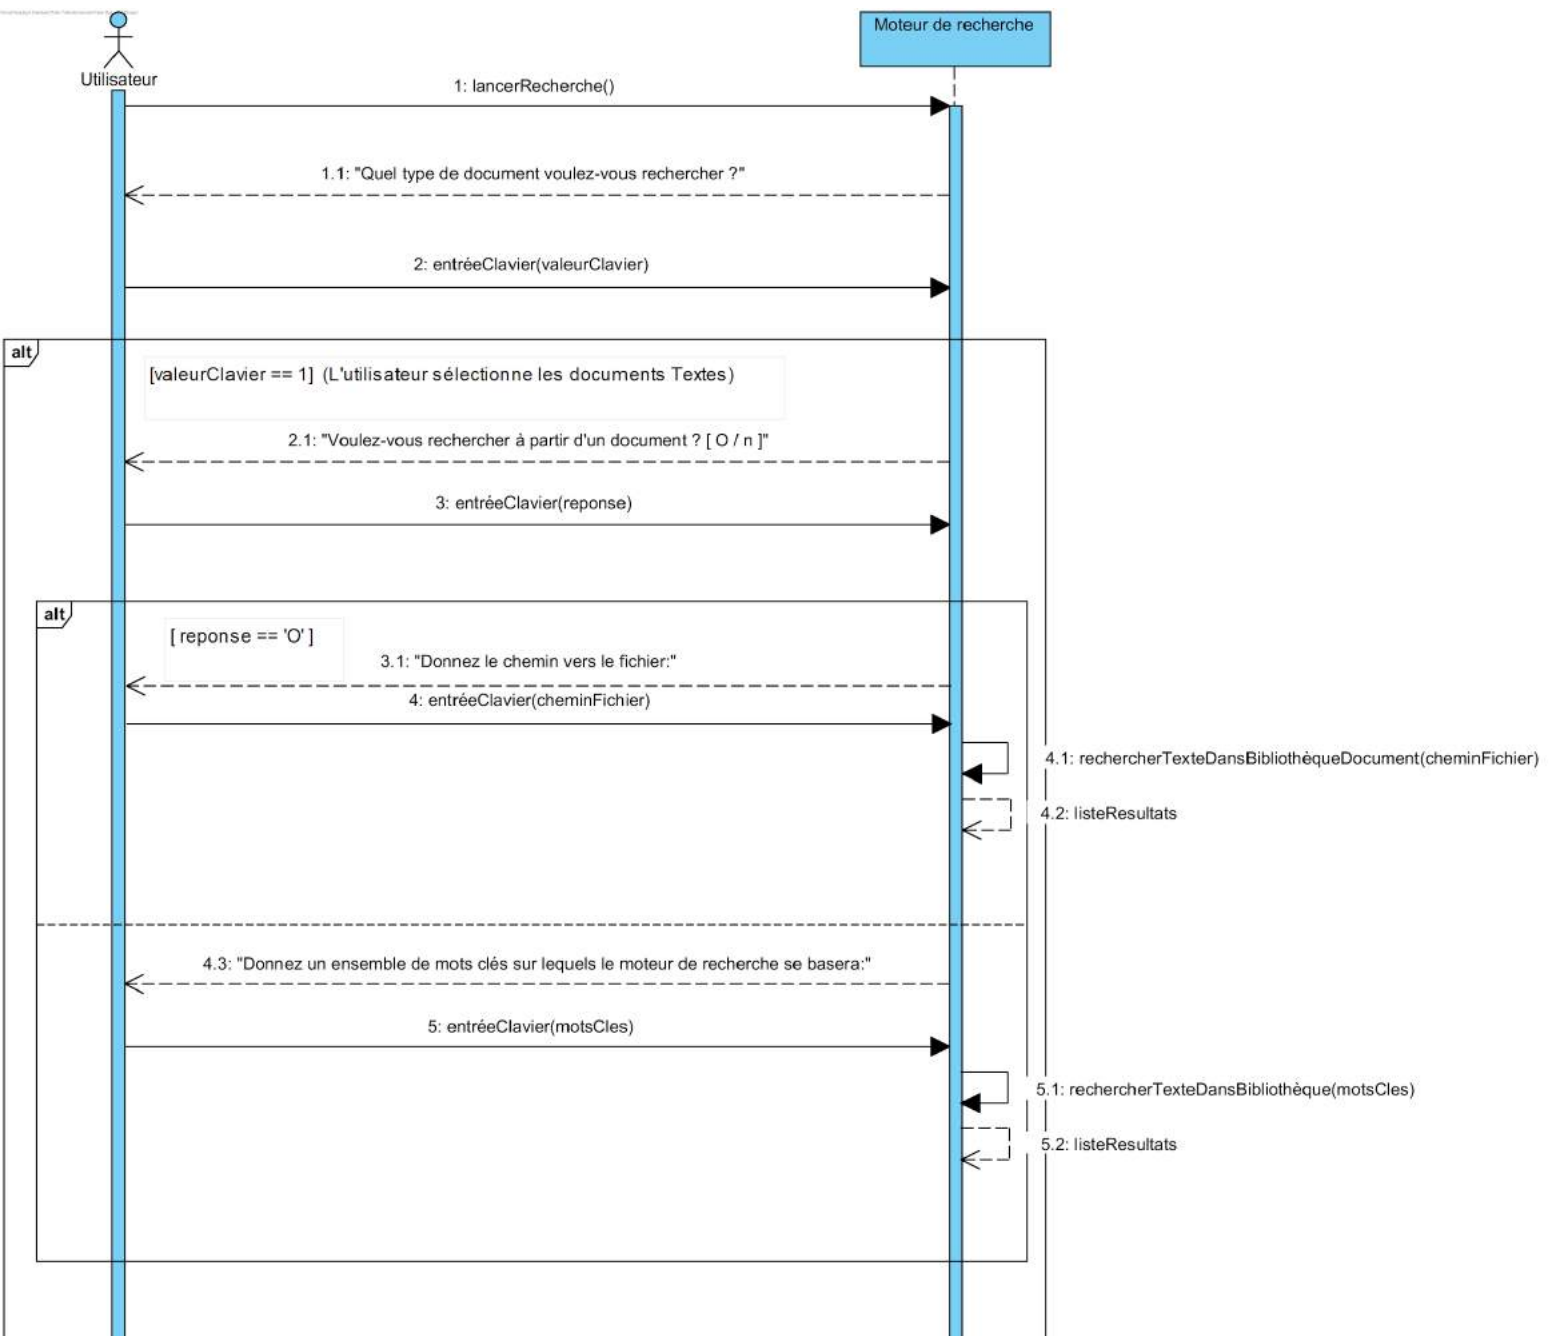 Moteur de recherche
Utilisateur
1: lancerRecherche()
1.1: "Quel type de document voulez-vous rechercher ?"
2: entréeClavier(valeurClavier)
alt
[valeurClavier == 1] (L'utilisateur sélectionne les documents Textes)
2.1: "Voulez-vous rechercher à partir d'un document ? [ O / n ]"
3: entréeClavier(reponse)
alt
[ reponse == 'O' ]
3.1: "Donnez le chemin vers le fichier:"
4: entréeClavier(cheminFichier)
4.1: rechercherTexteDansBibliothèqueDocument(cheminFichier)
4.2: listeResultats
4.3: "Donnez un ensemble de mots clés sur lequels le moteur de recherche se basera:"
5: entréeClavier(motsCles)
5.1: rechercherTexteDansBibliothèque(motsCles)
5.2: listeResultats